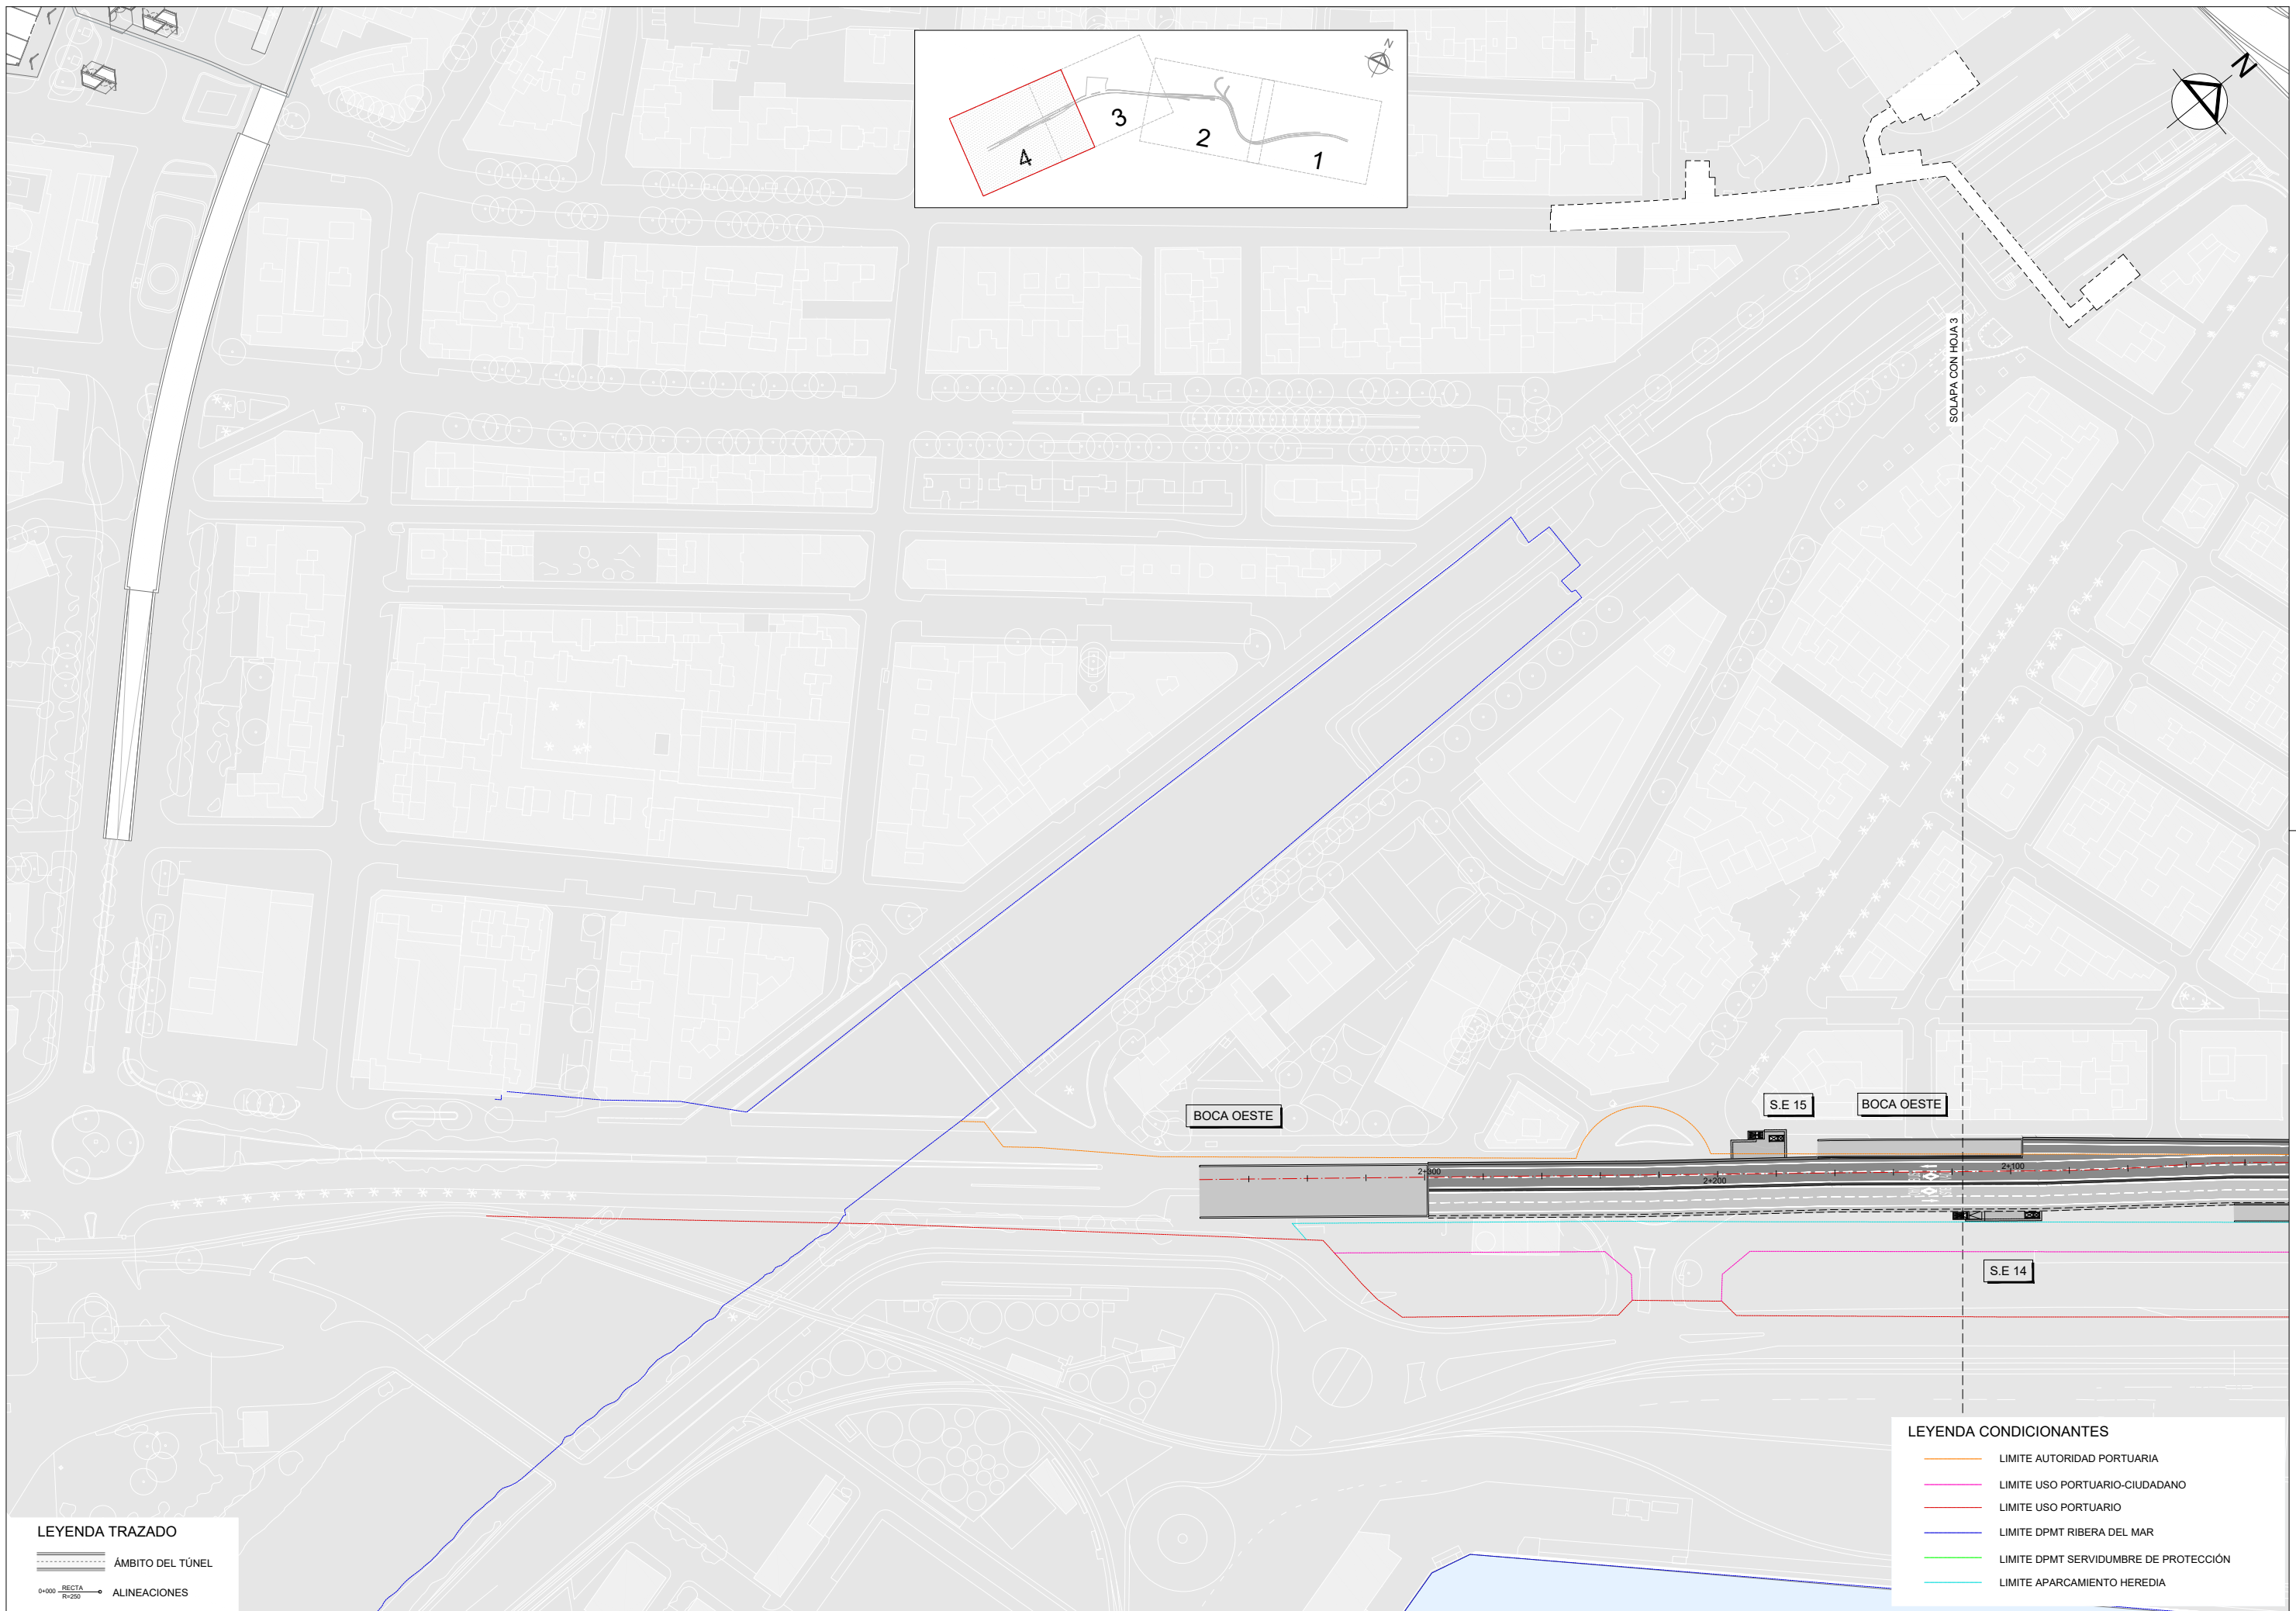 N
3
4
2
1
N
SOLAPA CON HOJA 3
BOCA OESTE
S.E 15
BOCA OESTE
2+300
2+200
2+100
S.E 14
LEYENDA CONDICIONANTES
LIMITE AUTORIDAD PORTUARIA
LIMITE USO PORTUARIO-CIUDADANO
LIMITE USO PORTUARIO
LIMITE DPMT RIBERA DEL MAR
LIMITE DPMT SERVIDUMBRE DE PROTECCIÓN
LIMITE APARCAMIENTO HEREDIA
LEYENDA TRAZADO
ÁMBITO DEL TÚNEL
0+000 RECTA
R=250
ALINEACIONES